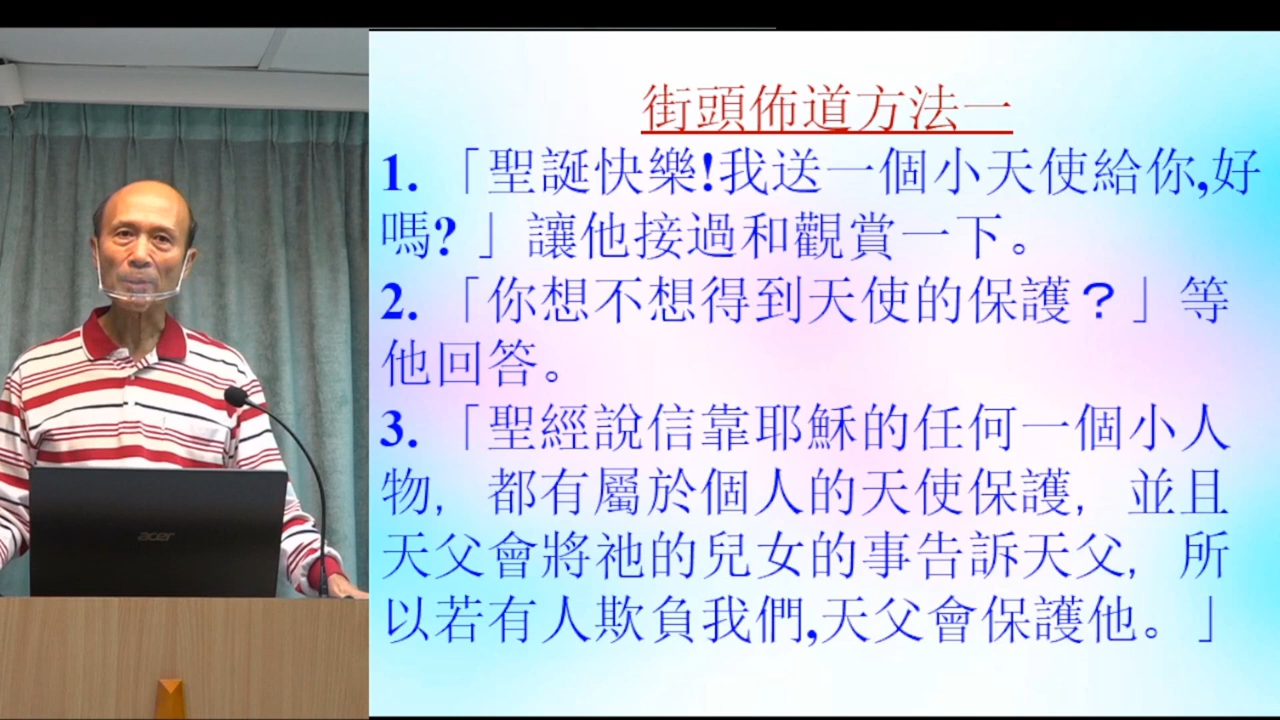 街頭佈道方法一
1. 「聖誕快樂!我送一個小天使給你,好
嗎? 」讓他接過和觀賞一下。
2. 「你想不想得到天使的保護？」等
他回答。
3. 「聖經說信靠耶穌的任何一個小人
物，都有屬於個人的天使保護，並且
天父會將祂的兒女的事告訴天父，所
以若有人欺負我們,天父會保護他。」
acer